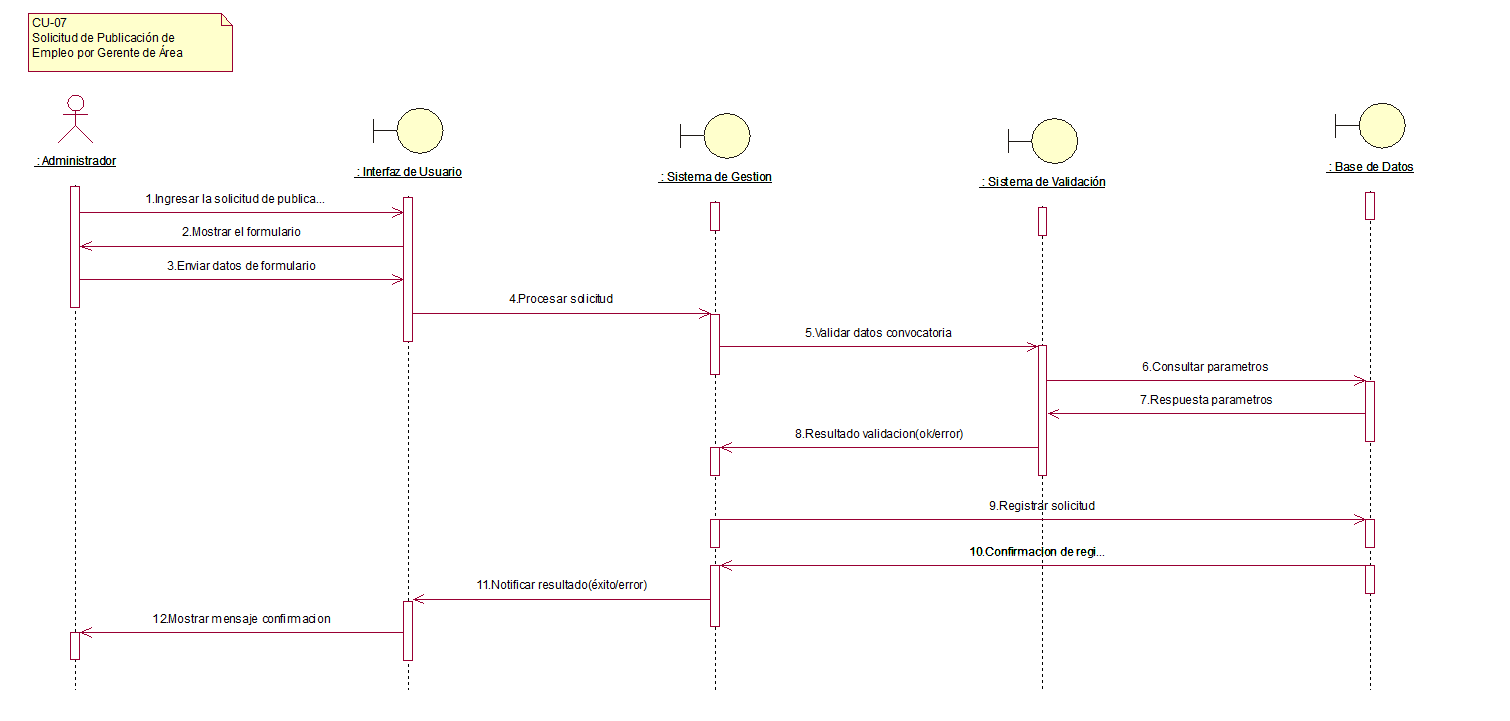 CU-07
Solicitud de Publicación de
Empleo por Gerente de Área
: Administrador
: Interfaz de Usuario
: Sistema de Gestion
: Sistema de Validación
: Base de Datos
1.Ingresar la solicitud de publica...
2.Mostrar el formulario
3.Enviar datos de formulario
4.Procesar solicitud
5.Validar datos convocatoria
6.Consultar parametros
7.Respuesta parametros
8.Resultado validacion(ok/error)
9.Registrar solicitud
10.Confirmacion de regi...
11.Notificar resultado(éxito/error)
12.Mostrar mensaje confirmacion